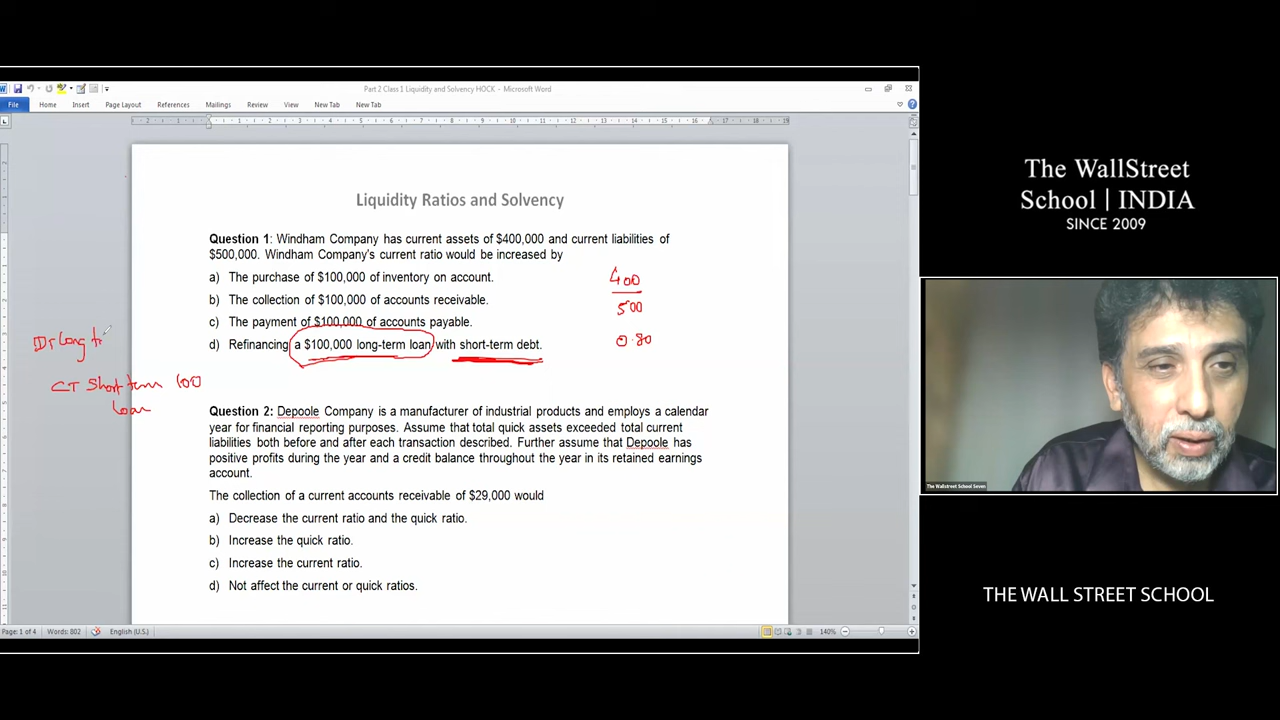 Part 2 Class 1 Liquidity and Solvency HOCK - Microsoft Word
File Home Insert Page Layout References Mailings Review View New Tab New Tab
Liquidity Ratios and Solvency
Question 1: Windham Company has current assets of $400,000 and current liabilities of
$500,000. Windham Company's current ratio would be increased by
a) The purchase of $100,000 of inventory on account.
b) The collection of $100,000 of accounts receivable.
c) The payment of $100,000 of accounts payable.
d) Refinancing a $100,000 long-term loan with short-term debt.
400
500
0.80
Dr Long t
CT Short term 100
loan
Question 2: Depoole Company is a manufacturer of industrial products and employs a calendar
year for financial reporting purposes. Assume that total quick assets exceeded total current
liabilities both before and after each transaction described. Further assume that Depoole has
positive profits during the year and a credit balance throughout the year in its retained earnings
account.
The collection of a current accounts receivable of $29,000 would
a) Decrease the current ratio and the quick ratio.
b) Increase the quick ratio.
c) Increase the current ratio.
d) Not affect the current or quick ratios.
Page: 1 of 4 Words: 802 English (U.S.) 140%
The WallStreet
School | INDIA
SINCE 2009
The Wallstreet School Seven
THE WALL STREET SCHOOL